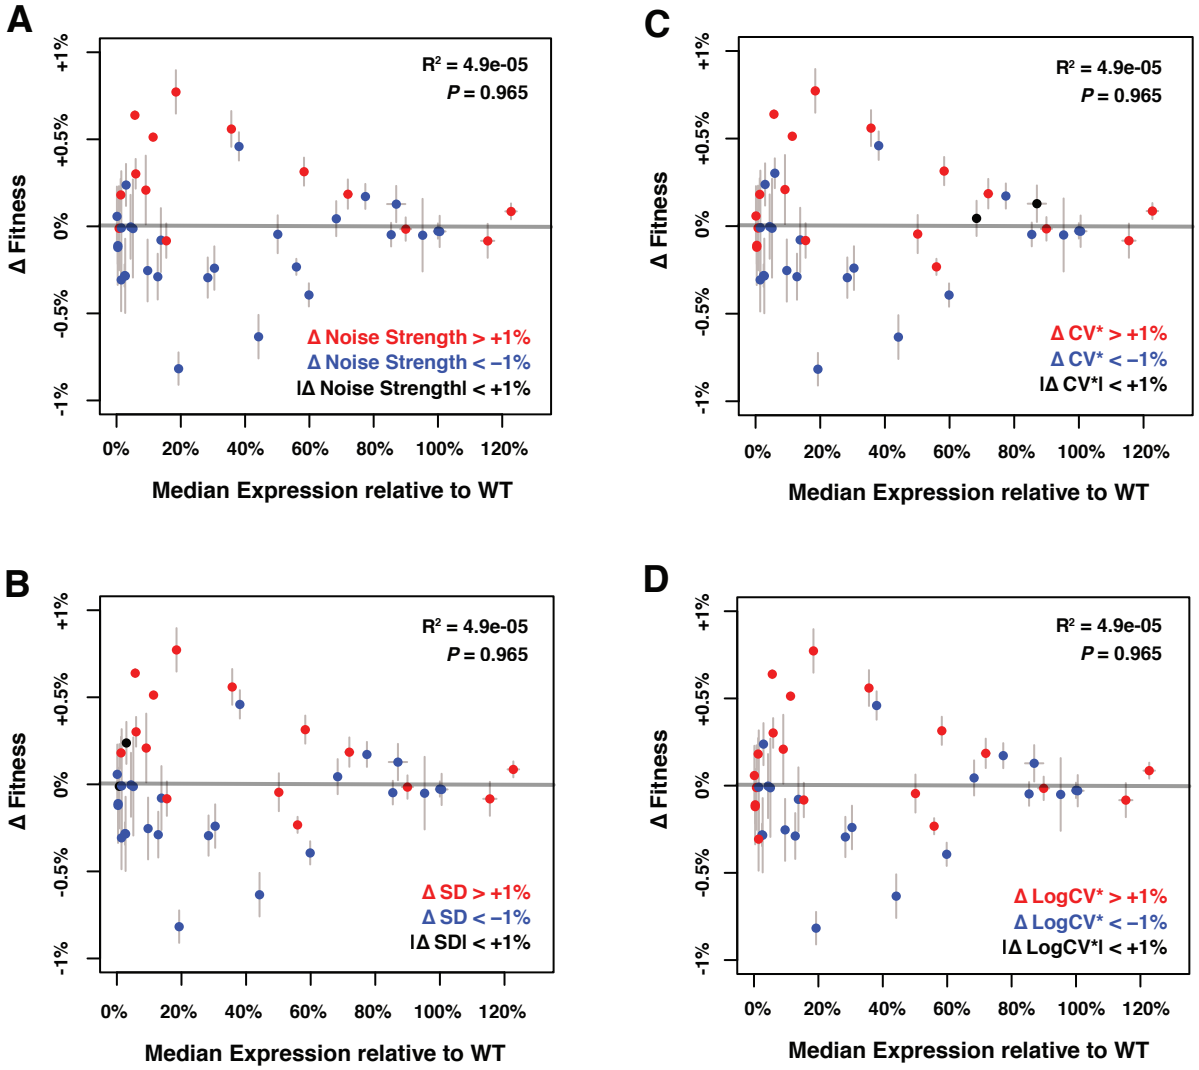 A
+1%
+0.5%
0%
-0.5%
-1%
Δ Fitness
R² = 4.9e-05
P = 0.965
Δ Noise Strength > +1%
Δ Noise Strength < −1%
|Δ Noise Strength| < +1%
0% 20% 40% 60% 80% 100% 120%
Median Expression relative to WT
C
+1%
+0.5%
0%
-0.5%
-1%
Δ Fitness
R² = 4.9e-05
P = 0.965
Δ CV* > +1%
Δ CV* < −1%
|Δ CV*| < +1%
0% 20% 40% 60% 80% 100% 120%
Median Expression relative to WT
B
+1%
+0.5%
0%
-0.5%
-1%
Δ Fitness
R² = 4.9e-05
P = 0.965
Δ SD > +1%
Δ SD < −1%
|Δ SD| < +1%
0% 20% 40% 60% 80% 100% 120%
Median Expression relative to WT
D
+1%
+0.5%
0%
-0.5%
-1%
Δ Fitness
R² = 4.9e-05
P = 0.965
Δ LogCV* > +1%
Δ LogCV* < −1%
|Δ LogCV*| < +1%
0% 20% 40% 60% 80% 100% 120%
Median Expression relative to WT